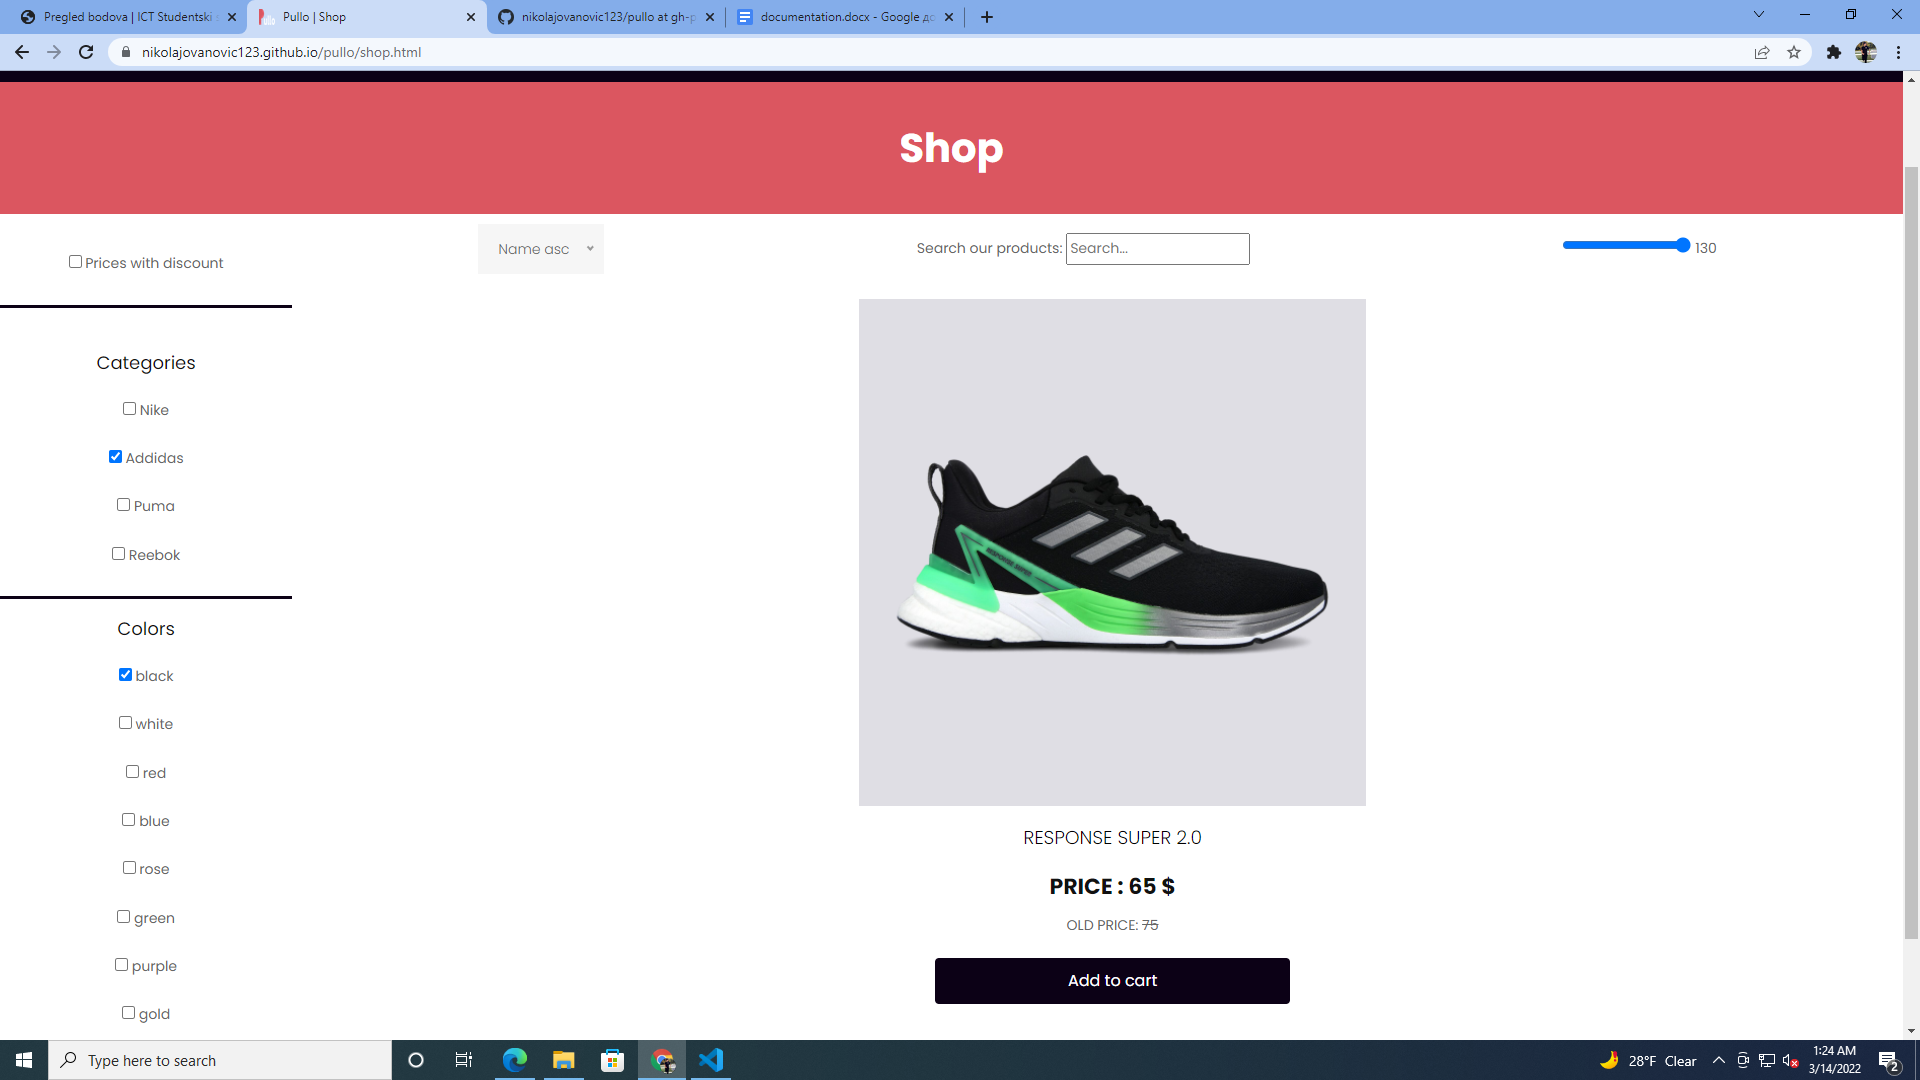 Pregled bodova | ICT Studentski s
Pullo | Shop
nikolajovanovic123/pullo at gh-p
documentation.docx - Google до
nikolajovanovic123.github.io/pullo/shop.html
Shop
Prices with discount
Name asc
Search our products: Search...
130
Categories
Nike
Addidas
Puma
Reebok
Colors
black
white
red
blue
rose
green
purple
gold
RESPONSE SUPER
RESPONSE SUPER 2.0
PRICE : 65 $
OLD PRICE: 75
Add to cart
Type here to search
28°F Clear
1:24 AM
3/14/2022
2